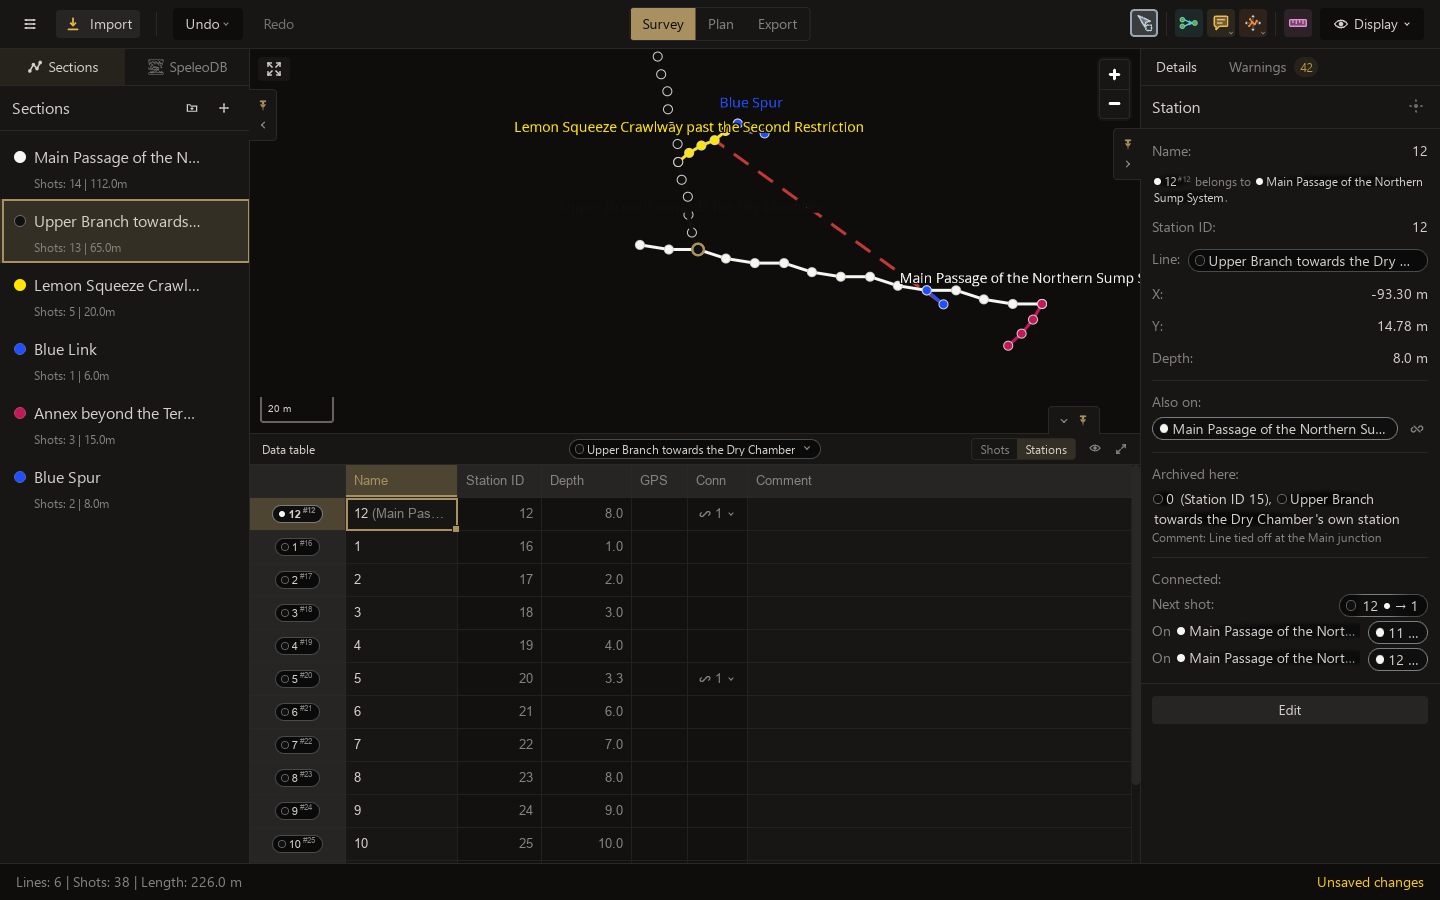 Import
Undo
Redo
Survey
Plan
Export
Display
Sections
SpeleoDB
Sections
Main Passage of the N...
Shots: 14 | 112.0m
Upper Branch towards...
Shots: 13 | 65.0m
Lemon Squeeze Crawl...
Shots: 5 | 20.0m
Blue Link
Shots: 1 | 6.0m
Annex beyond the Ter...
Shots: 3 | 15.0m
Blue Spur
Shots: 2 | 8.0m
Blue Spur
Lemon Squeeze Crawlway past the Second Restriction
Main Passage of the Northern Sump S
20 m
Data table
Upper Branch towards the Dry Chamber
Shots
Stations
Name Station ID Depth GPS Conn Comment
12 #12 12 (Main Pas... 12 8.0 1
1 #16 1 16 1.0
2 #17 2 17 2.0
3 #18 3 18 3.0
4 #19 4 19 4.0
5 #20 5 20 3.3 1
6 #21 6 21 6.0
7 #22 7 22 7.0
8 #23 8 23 8.0
9 #24 9 24 9.0
10 #25 10 25 10.0
Details
Warnings 42
Station
Name: 12
12 #12 belongs to Main Passage of the Northern
Sump System.
Station ID: 12
Line: Upper Branch towards the Dry ...
X: -93.30 m
Y: 14.78 m
Depth: 8.0 m
Also on:
Main Passage of the Northern Su...
Archived here:
0 (Station ID 15), Upper Branch
towards the Dry Chamber's own station
Comment: Line tied off at the Main junction
Connected:
Next shot: 12 → 1
On Main Passage of the Nort... 11 ...
On Main Passage of the Nort... 12 ...
Edit
Lines: 6 | Shots: 38 | Length: 226.0 m
Unsaved changes